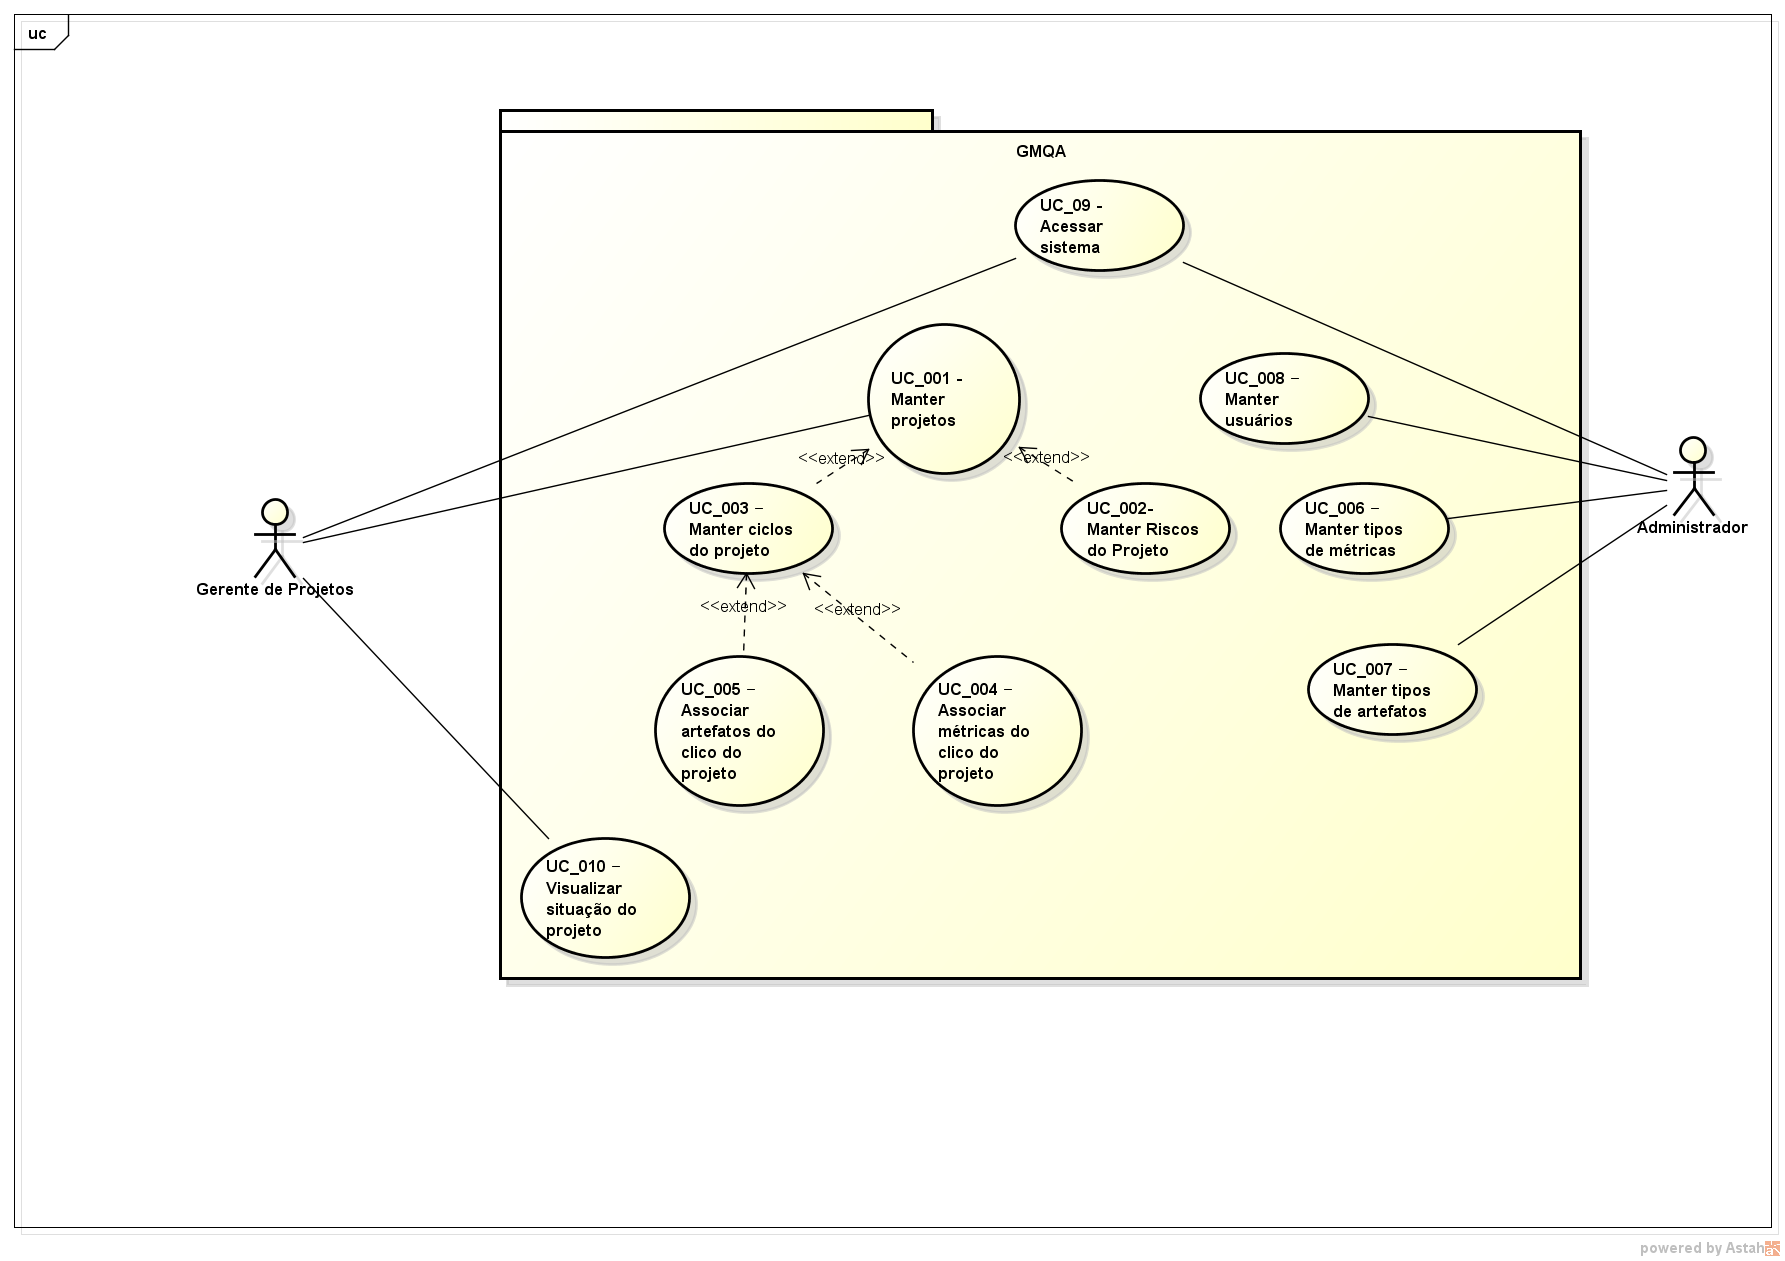 uc
GMQA
UC_09 -
Acessar
sistema
UC_001 -
Manter
projetos
UC_008 –
Manter
usuários
<<extend>>
<<extend>>
UC_003 –
Manter ciclos
do projeto
UC_002-
Manter Riscos
do Projeto
UC_006 –
Manter tipos
de métricas
Administrador
Gerente de Projetos
<<extend>>
<<extend>>
UC_005 –
Associar
artefatos do
clico do
projeto
UC_004 –
Associar
métricas do
clico do
projeto
UC_007 –
Manter tipos
de artefatos
UC_010 –
Visualizar
situação do
projeto
powered by Astah